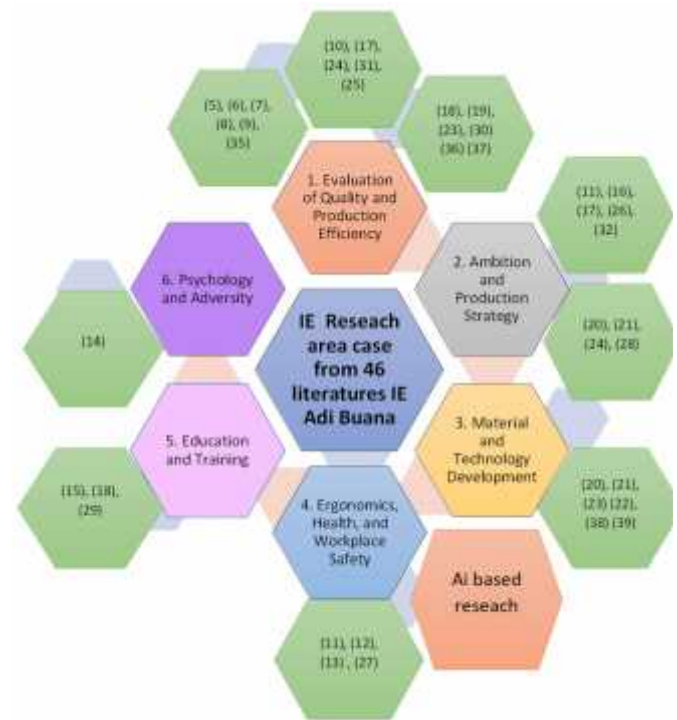 (10), (17),
(24), (31),
(25)
(5), (6), (7),
(8), (9),
(35)
(18), (19),
(23), (30)
(36) (37)
1. Evaluation
of Quality and
Production
Efficiency
(11), (16),
(17), (26),
(32)
2. Ambition
and
Production
Strategy
6. Psychology
and Adversity
IE Reseach
area case
from 46
literatures IE
Adi Buana
(20), (21),
(24), (28)
(14)
3. Material
and
Technology
Development
5. Education
and Training
(20), (21),
(23) (22),
(38) (39)
(15), (18),
(29)
4. Ergonomics,
Health, and
Workplace
Safety
Ai based
reseach
(11), (12),
(13) , (27)